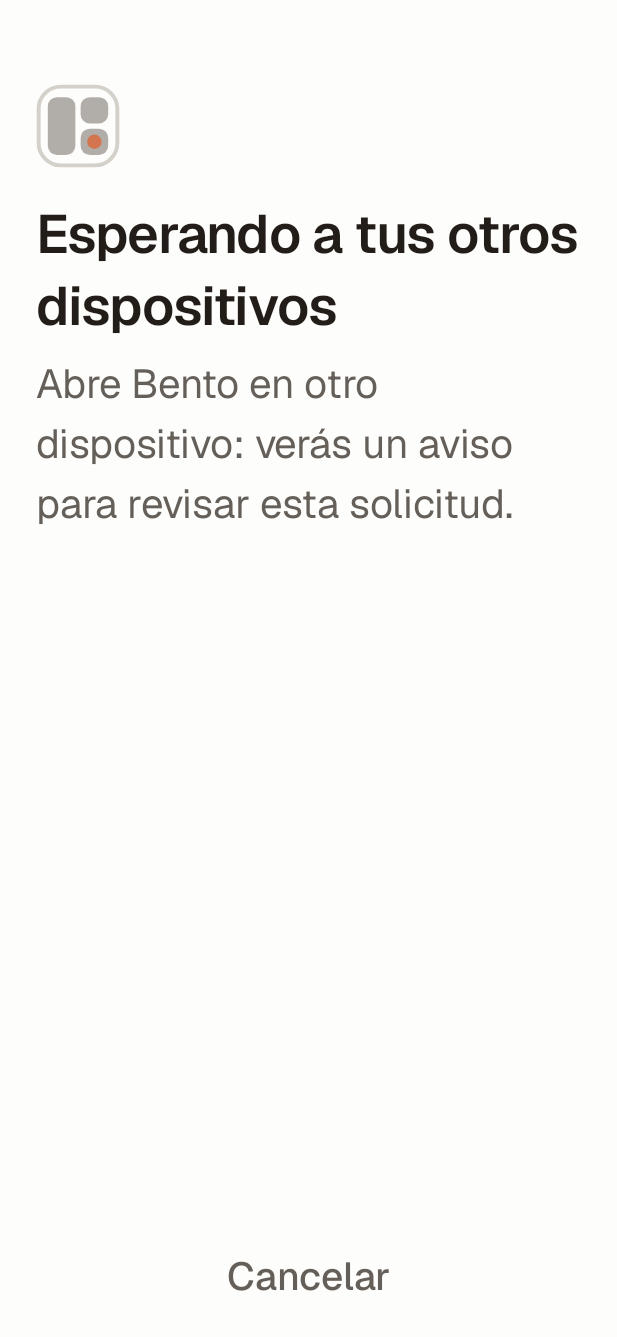 Esperando a tus otros
dispositivos
Abre Bento en otro
dispositivo: verás un aviso
para revisar esta solicitud.
Cancelar